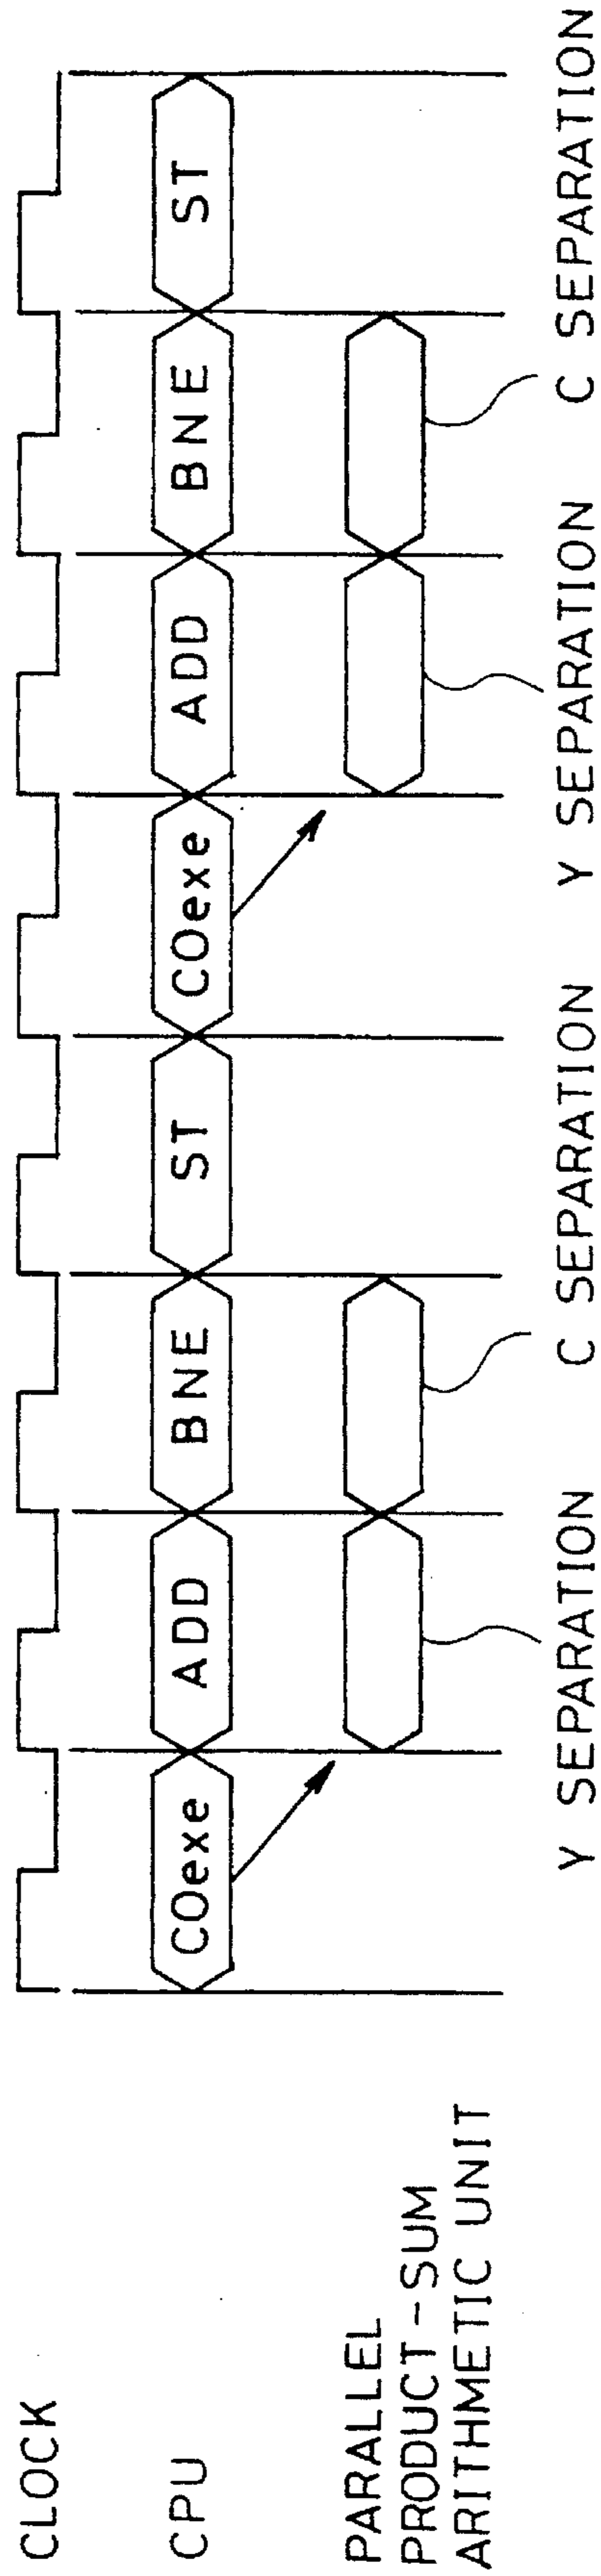 CLOCK
CPU
COexe
ADD
BNE
ST
COexe
ADD
BNE
ST
PARALLEL
PRODUCT-SUM
ARITHMETIC UNIT
Y SEPARATION
C SEPARATION
Y SEPARATION
C SEPARATION